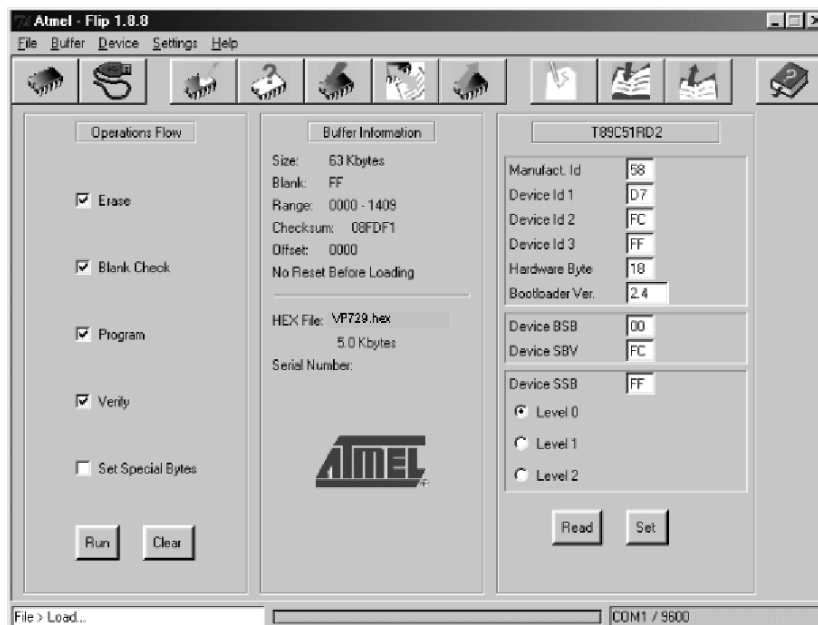 Atmel - Flip 1.8.8
File Buffer Device Settings Help
Operations Flow
Erase
Blank Check
Program
Verify
Set Special Bytes
Run Clear
Buffer Information
Size: 63 Kbytes
Blank: FF
Range: 0000 - 1409
Checksum: 08FDF1
Offset: 0000
No Reset Before Loading
HEX File: VP729.hex
5.0 Kbytes
Serial Number:
ATMEL
T89C51RD2
Manufact. Id 58
Device Id 1 D7
Device Id 2 FC
Device Id 3 FF
Hardware Byte 18
Bootloader Ver. 2.4
Device BSB 00
Device SBV FC
Device SSB FF
Level 0
Level 1
Level 2
Read Set
File > Load...
COM1 / 9600